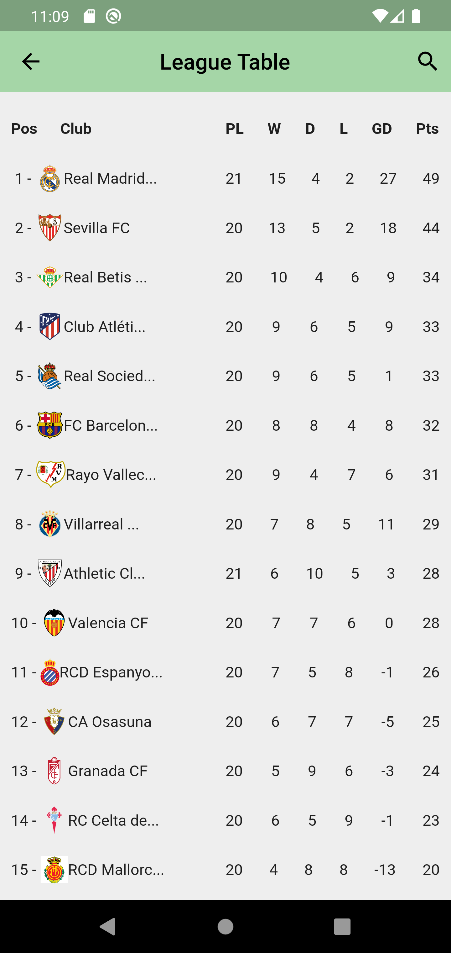 11:09
League Table
Pos Club PL W D L GD Pts
1 - Real Madrid... 21 15 4 2 27 49
2 - Sevilla FC 20 13 5 2 18 44
3 - Real Betis ... 20 10 4 6 9 34
4 - Club Atléti... 20 9 6 5 9 33
5 - Real Socied... 20 9 6 5 1 33
6 - FC Barcelon... 20 8 8 4 8 32
7 - Rayo Vallec... 20 9 4 7 6 31
8 - Villarreal ... 20 7 8 5 11 29
9 - Athletic Cl... 21 6 10 5 3 28
10 - Valencia CF 20 7 7 6 0 28
11 - RCD Espanyo... 20 7 5 8 -1 26
12 - CA Osasuna 20 6 7 7 -5 25
13 - Granada CF 20 5 9 6 -3 24
14 - RC Celta de... 20 6 5 9 -1 23
15 - RCD Mallorc... 20 4 8 8 -13 20